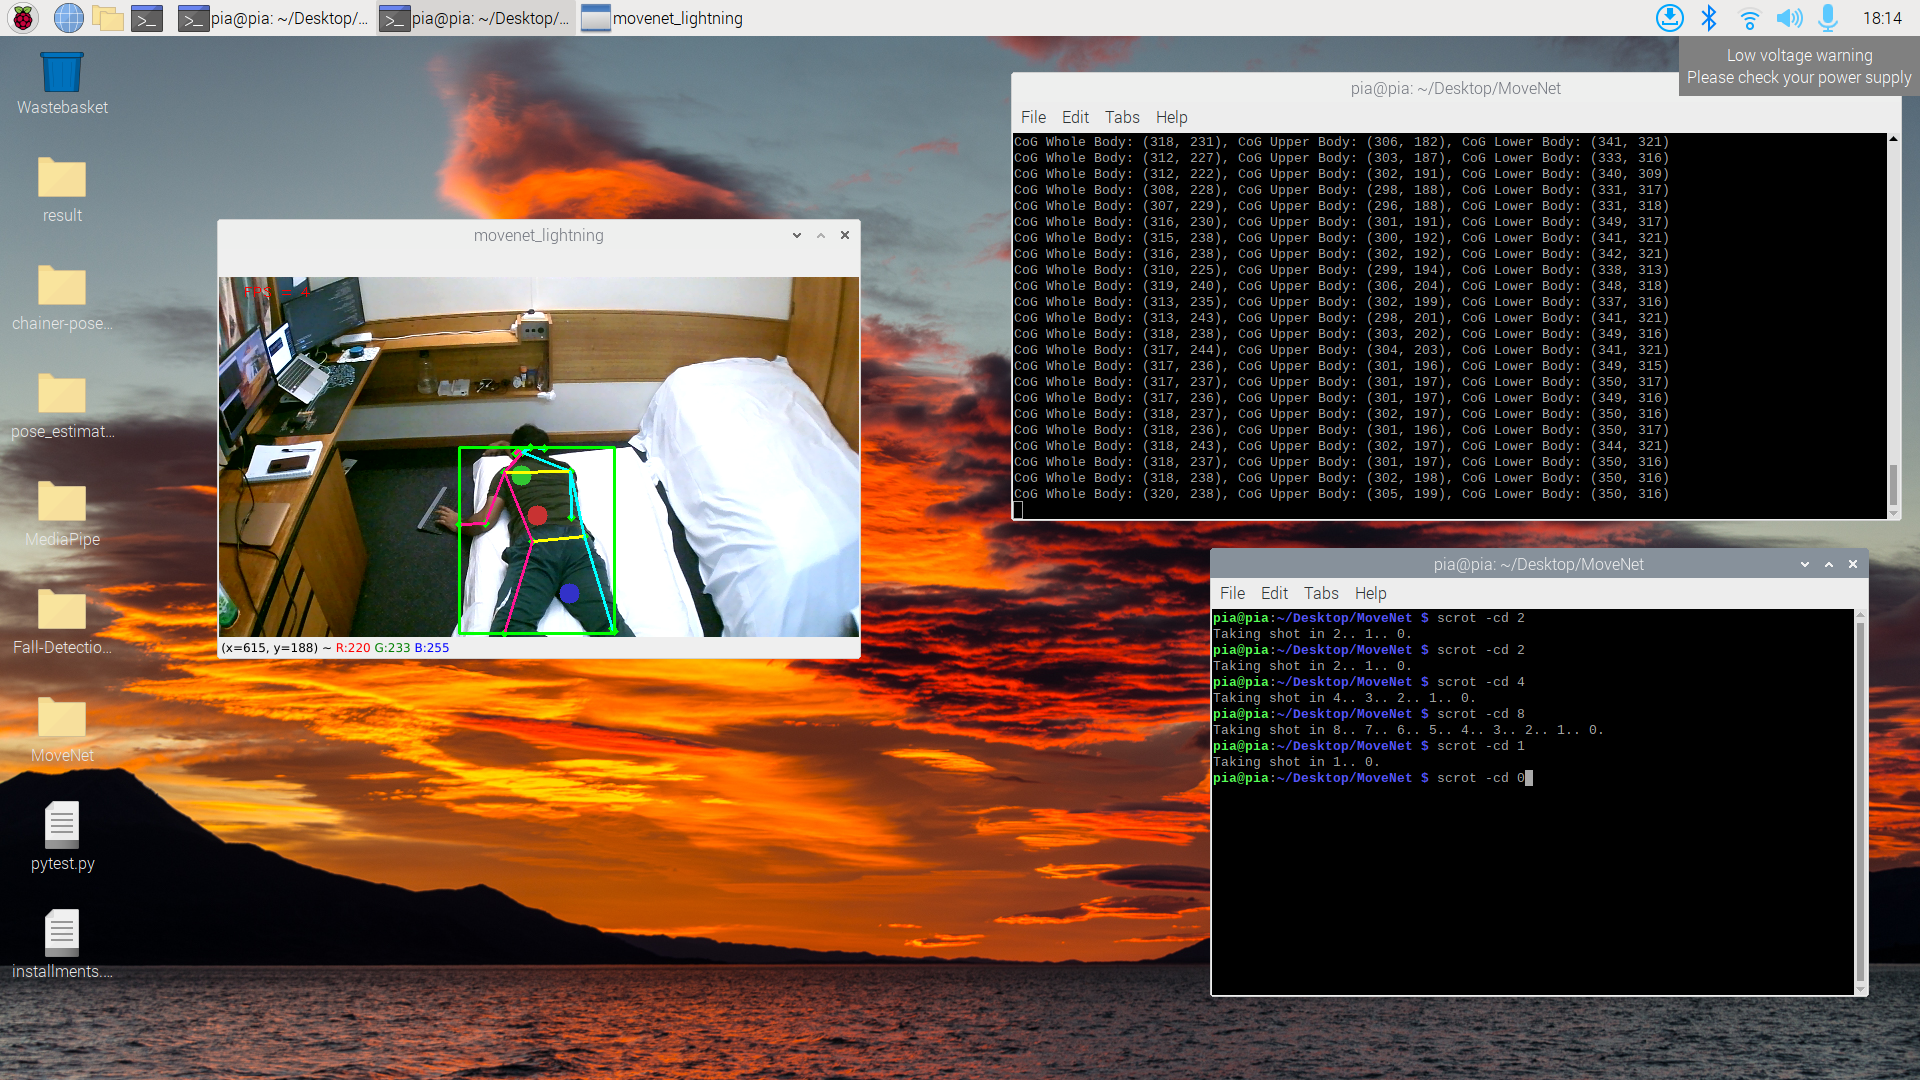 pia@pia: ~/Desktop/...
pia@pia: ~/Desktop/...
movenet_lightning
18:14
Low voltage warning
Please check your power supply
Wastebasket
result
chainer-pose...
pose_estimat...
MediaPipe
Fall-Detectio...
MoveNet
pytest.py
installments....
movenet_lightning
FPS = 4
(x=615, y=188) ~ R:220 G:233 B:255
pia@pia: ~/Desktop/MoveNet
File Edit Tabs Help
CoG Whole Body: (318, 231), CoG Upper Body: (306, 182), CoG Lower Body: (341, 321)
CoG Whole Body: (312, 227), CoG Upper Body: (303, 187), CoG Lower Body: (333, 316)
CoG Whole Body: (312, 222), CoG Upper Body: (302, 191), CoG Lower Body: (340, 309)
CoG Whole Body: (308, 228), CoG Upper Body: (298, 188), CoG Lower Body: (331, 317)
CoG Whole Body: (307, 229), CoG Upper Body: (296, 188), CoG Lower Body: (331, 318)
CoG Whole Body: (316, 230), CoG Upper Body: (301, 191), CoG Lower Body: (349, 317)
CoG Whole Body: (315, 238), CoG Upper Body: (300, 192), CoG Lower Body: (341, 321)
CoG Whole Body: (316, 238), CoG Upper Body: (302, 192), CoG Lower Body: (342, 321)
CoG Whole Body: (310, 225), CoG Upper Body: (299, 194), CoG Lower Body: (338, 313)
CoG Whole Body: (319, 240), CoG Upper Body: (306, 204), CoG Lower Body: (348, 318)
CoG Whole Body: (313, 235), CoG Upper Body: (302, 199), CoG Lower Body: (337, 316)
CoG Whole Body: (313, 243), CoG Upper Body: (298, 201), CoG Lower Body: (341, 321)
CoG Whole Body: (318, 238), CoG Upper Body: (303, 202), CoG Lower Body: (349, 316)
CoG Whole Body: (317, 244), CoG Upper Body: (304, 203), CoG Lower Body: (341, 321)
CoG Whole Body: (317, 236), CoG Upper Body: (301, 196), CoG Lower Body: (349, 315)
CoG Whole Body: (317, 237), CoG Upper Body: (301, 197), CoG Lower Body: (350, 317)
CoG Whole Body: (317, 236), CoG Upper Body: (301, 197), CoG Lower Body: (349, 316)
CoG Whole Body: (318, 237), CoG Upper Body: (302, 197), CoG Lower Body: (350, 316)
CoG Whole Body: (318, 236), CoG Upper Body: (301, 196), CoG Lower Body: (350, 317)
CoG Whole Body: (318, 243), CoG Upper Body: (302, 197), CoG Lower Body: (344, 321)
CoG Whole Body: (318, 237), CoG Upper Body: (301, 197), CoG Lower Body: (350, 316)
CoG Whole Body: (318, 238), CoG Upper Body: (302, 198), CoG Lower Body: (350, 316)
CoG Whole Body: (320, 238), CoG Upper Body: (305, 199), CoG Lower Body: (350, 316)
pia@pia: ~/Desktop/MoveNet
File Edit Tabs Help
pia@pia:~/Desktop/MoveNet $ scrot -cd 2
Taking shot in 2.. 1.. 0.
pia@pia:~/Desktop/MoveNet $ scrot -cd 2
Taking shot in 2.. 1.. 0.
pia@pia:~/Desktop/MoveNet $ scrot -cd 4
Taking shot in 4.. 3.. 2.. 1.. 0.
pia@pia:~/Desktop/MoveNet $ scrot -cd 8
Taking shot in 8.. 7.. 6.. 5.. 4.. 3.. 2.. 1.. 0.
pia@pia:~/Desktop/MoveNet $ scrot -cd 1
Taking shot in 1.. 0.
pia@pia:~/Desktop/MoveNet $ scrot -cd 0